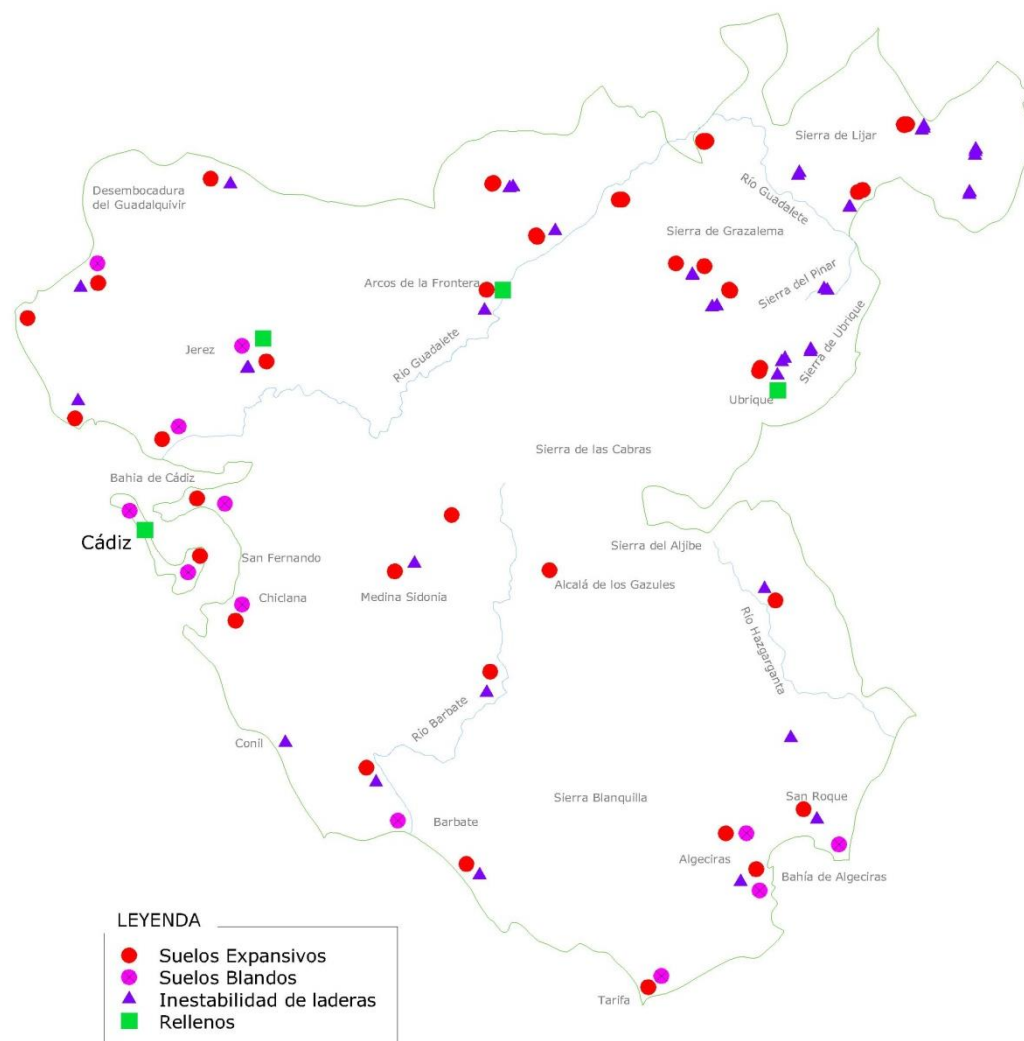 Sierra de Lijar
Desembocadura
del Guadalquivir
Río Guadalete
Sierra de Grazalema
Arcos de la Frontera
Sierra del Pinar
Río Guadalete
Jerez
Sierra de Ubrique
Ubrique
Sierra de las Cabras
Bahía de Cádiz
Cádiz
San Fernando
Sierra del Aljibe
Medina Sidonia
Alcalá de los Gazules
Chiclana
Río Hazgarganta
Río Barbate
Conil
Sierra Blanquilla
San Roque
Barbate
Algeciras
Bahía de Algeciras
Tarifa
LEYENDA
Suelos Expansivos
Suelos Blandos
Inestabilidad de laderas
Rellenos